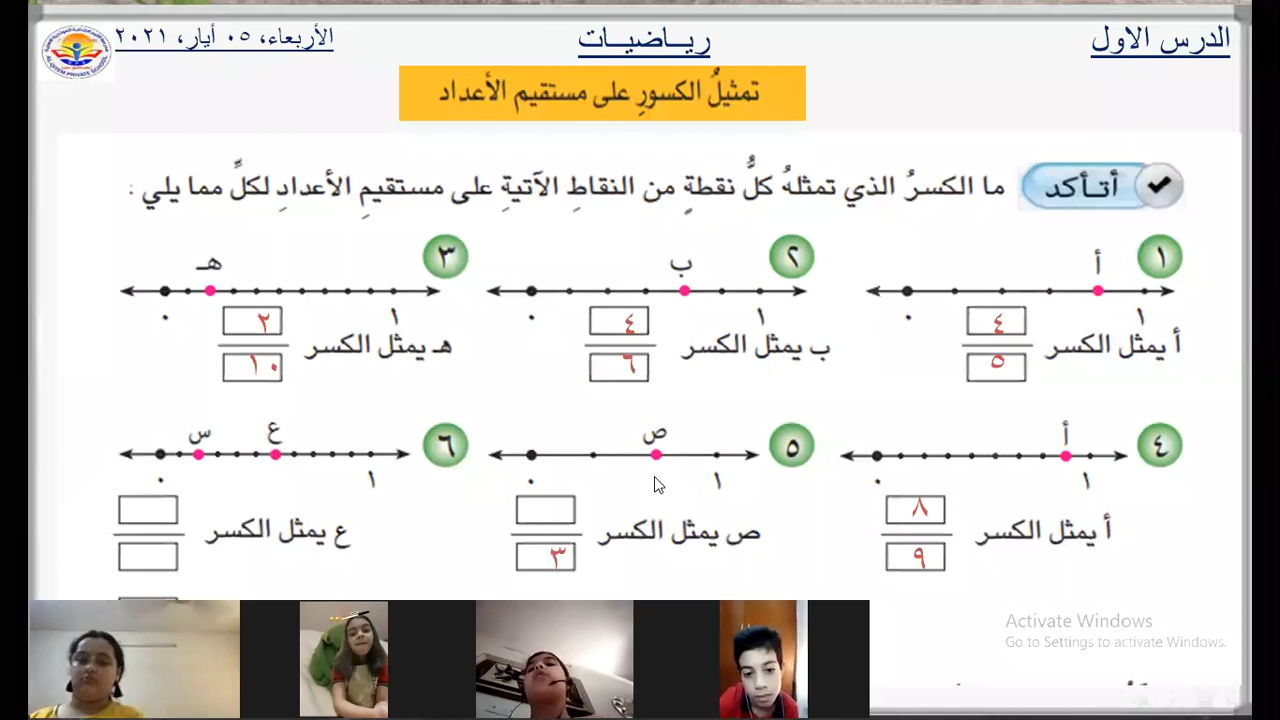 الدرس الاول
رياضيات
الأربعاء، ٠٥ أيار، ٢٠٢١
AL-QIYEM PRIVATE SCHOOL
تمثيلُ الكسورِ على مستقيم الأعداد
أتأكد
ما الكسرُ الذي تمثلهُ كلُّ نقطةٍ من النقاطِ الآتيةِ على مستقيمِ الأعدادِ لكلِّ مما يلي :
١ ٢ ٣
أ ب هـ
٠ ١ ٠ ١ ٠ ١
أ يمثل الكسر ٤ ٥
ب يمثل الكسر ٤ ٦
هـ يمثل الكسر ٢ ١٠
٤ ٥ ٦
أ ص ع س
٠ ١ ٠ ١ ٠ ١
أ يمثل الكسر ٨ ٩
ص يمثل الكسر ٣
ع يمثل الكسر
Activate Windows
Go to Settings to activate Windows.